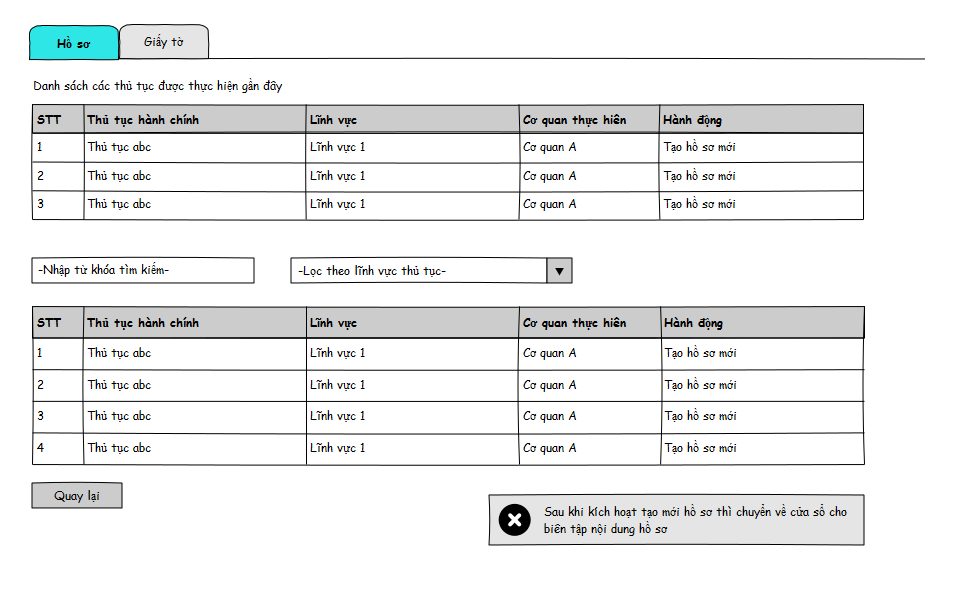 Hồ sơ
Giấy tờ
Danh sách các thủ tục được thực hiện gần đây
STT Thủ tục hành chính Lĩnh vực Cơ quan thực hiên Hành động
1 Thủ tục abc Lĩnh vực 1 Cơ quan A Tạo hồ sơ mới
2 Thủ tục abc Lĩnh vực 1 Cơ quan A Tạo hồ sơ mới
3 Thủ tục abc Lĩnh vực 1 Cơ quan A Tạo hồ sơ mới
-Nhập từ khóa tìm kiếm- -Lọc theo lĩnh vực thủ tục-
STT Thủ tục hành chính Lĩnh vực Cơ quan thực hiên Hành động
1 Thủ tục abc Lĩnh vực 1 Cơ quan A Tạo hồ sơ mới
2 Thủ tục abc Lĩnh vực 1 Cơ quan A Tạo hồ sơ mới
3 Thủ tục abc Lĩnh vực 1 Cơ quan A Tạo hồ sơ mới
4 Thủ tục abc Lĩnh vực 1 Cơ quan A Tạo hồ sơ mới
Quay lại
Sau khi kích hoạt tạo mới hồ sơ thì chuyển về cửa sổ cho
biên tập nội dung hồ sơ